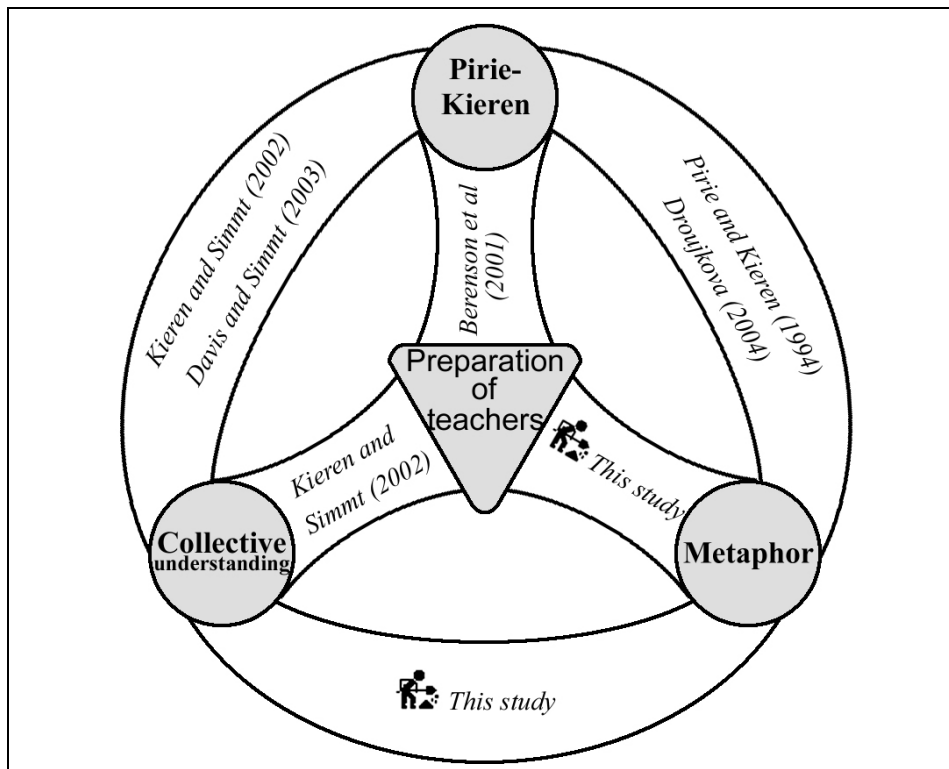 Pirie-
Kieren
Kieren and Simmt (2002)
Davis and Simmt (2003)
Berenson et al
(2001)
Pirie and Kieren (1994)
Droujkova (2004)
Preparation
of
teachers
Kieren and
Simmt (2002)
This study
Collective
understanding
Metaphor
This study